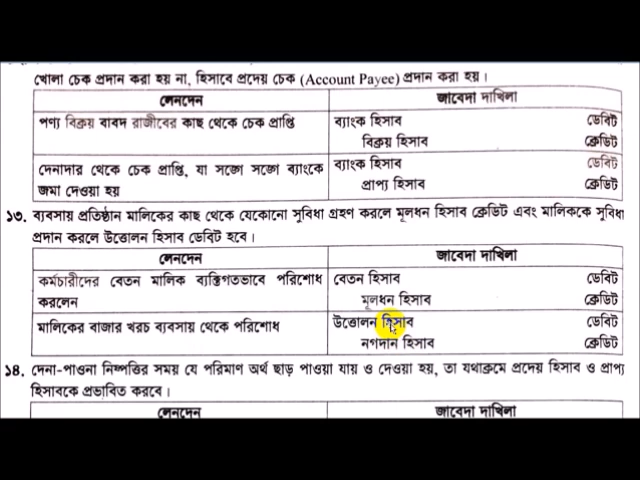 খোলা চেক প্রদান করা হয় না, হিসাবে প্রদেয় চেক (Account Payee) প্রদান করা হয়।
লেনদেন জাবেদা দাখিলা
পণ্য বিক্রয় বাবদ রাজীবের কাছ থেকে চেক প্রাপ্তি ব্যাংক হিসাব ডেবিট
বিক্রয় হিসাব ক্রেডিট
দেনাদার থেকে চেক প্রাপ্তি, যা সঙ্গে সঙ্গে ব্যাংকে ব্যাংক হিসাব ডেবিট
জমা দেওয়া হয় প্রাপ্য হিসাব ক্রেডিট
১৩. ব্যবসায় প্রতিষ্ঠান মালিকের কাছ থেকে যেকোনো সুবিধা গ্রহণ করলে মূলধন হিসাব ক্রেডিট এবং মালিককে সুবিধা
প্রদান করলে উত্তোলন হিসাব ডেবিট হবে।
লেনদেন জাবেদা দাখিলা
কর্মচারীদের বেতন মালিক ব্যক্তিগতভাবে পরিশোধ বেতন হিসাব ডেবিট
করলেন মূলধন হিসাব ক্রেডিট
মালিকের বাজার খরচ ব্যবসায় থেকে পরিশোধ উত্তোলন হিসাব ডেবিট
নগদান হিসাব ক্রেডিট
১৪. দেনা-পাওনা নিষ্পত্তির সময় যে পরিমাণ অর্থ ছাড় পাওয়া যায় ও দেওয়া হয়, তা যথাক্রমে প্রদেয় হিসাব ও প্রাপ্য
হিসাবকে প্রভাবিত করবে।
লেনদেন জাবেদা দাখিলা